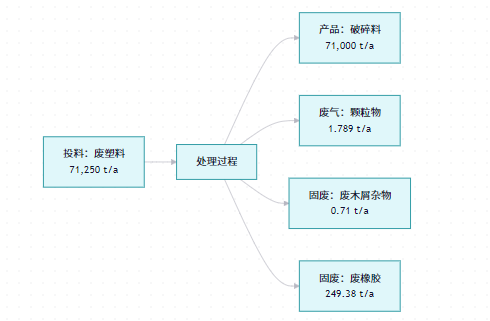 产品：破碎料
71,000 t/a
废气：颗粒物
1.789 t/a
投料：废塑料
71,250 t/a
处理过程
固废：废木屑杂物
0.71 t/a
固废：废橡胶
249.38 t/a